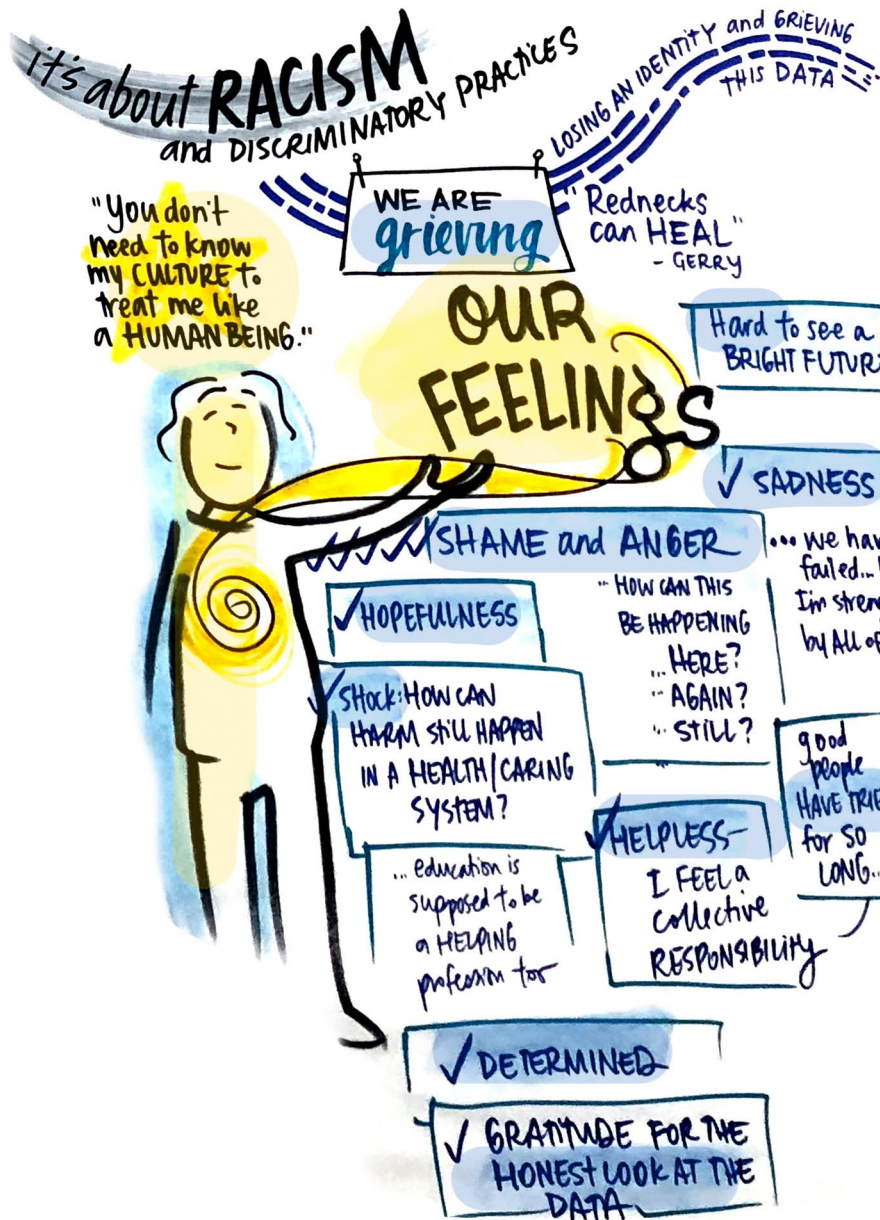 it's about RACISM
and DISCRIMINATORY PRACTICES
LOSING AN IDENTITY and GRIEVING
THIS DATA
WE ARE
grieving
"Rednecks
can HEAL"
- GERRY
"You don't
need to know
my CULTURE to
treat me like
a HUMAN BEING."
OUR
FEELINgS
Hard to see a
BRIGHT FUTUR
✓ SADNESS
✓✓✓✓✓ SHAME and ANGER
... we hav
failed...
I'm stren
by ALL of
... HOW CAN THIS
BE HAPPENING
... HERE?
... AGAIN?
... STILL?
✓ HOPEFULNESS
✓ SHOCK: HOW CAN
HARM Still HAPPEN
IN A HEALTH/CARING
SYSTEM?
good
people
HAVE TRIE
for SO
LONG...
✓ HELPLESS-
I FEEL a
collective
RESPONSIBILITY
... education is
supposed to be
a HELPING
profession too
✓ DETERMINED
✓ GRATITUDE FOR THE
HONEST LOOK AT THE
DATA